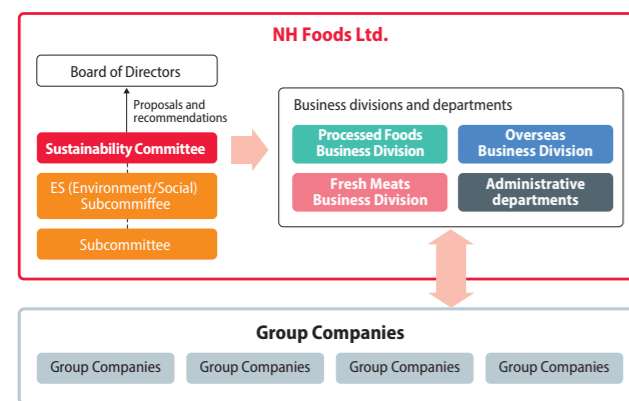 NH Foods Ltd.
Board of Directors
Proposals and
recommendations
Sustainability Committee
ES (Environment/Social)
Subcommiffee
Subcommittee
Business divisions and departments
Processed Foods
Business Division
Overseas
Business Division
Fresh Meats
Business Division
Administrative
departments
Group Companies
Group Companies
Group Companies
Group Companies
Group Companies